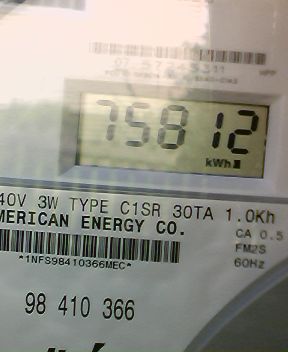 75812
kWh
40V 3W TYPE C1SR 30TA 1.0Kh
MERICAN ENERGY CO.
CA 0.5
FM2S
*1NFS98410366MEC*
60Hz
98 410 366